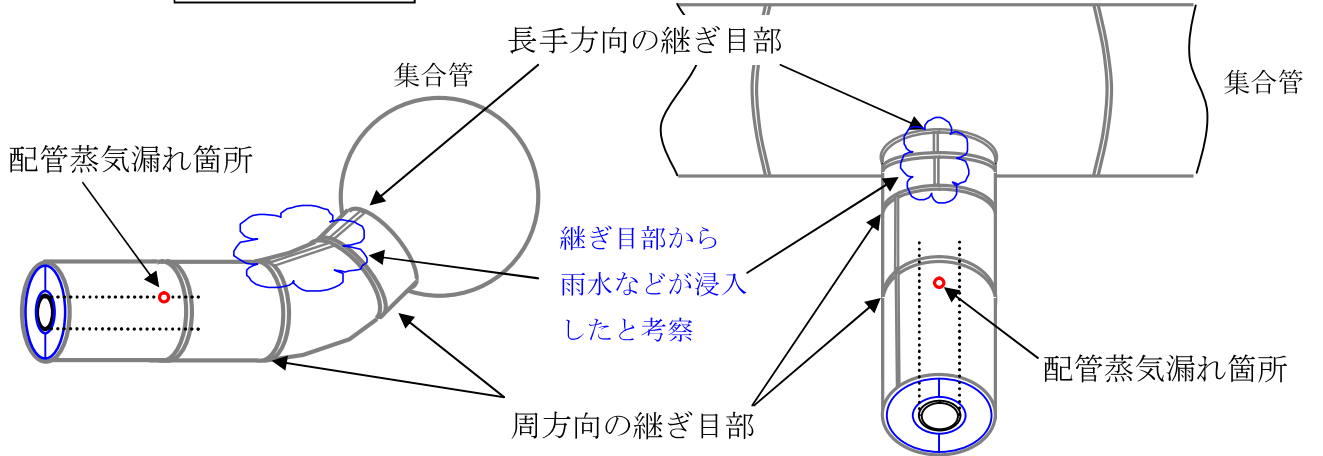 長手方向の継ぎ目部
集合管
集合管
配管蒸気漏れ箇所
継ぎ目部から
雨水などが浸入
したと考察
配管蒸気漏れ箇所
周方向の継ぎ目部